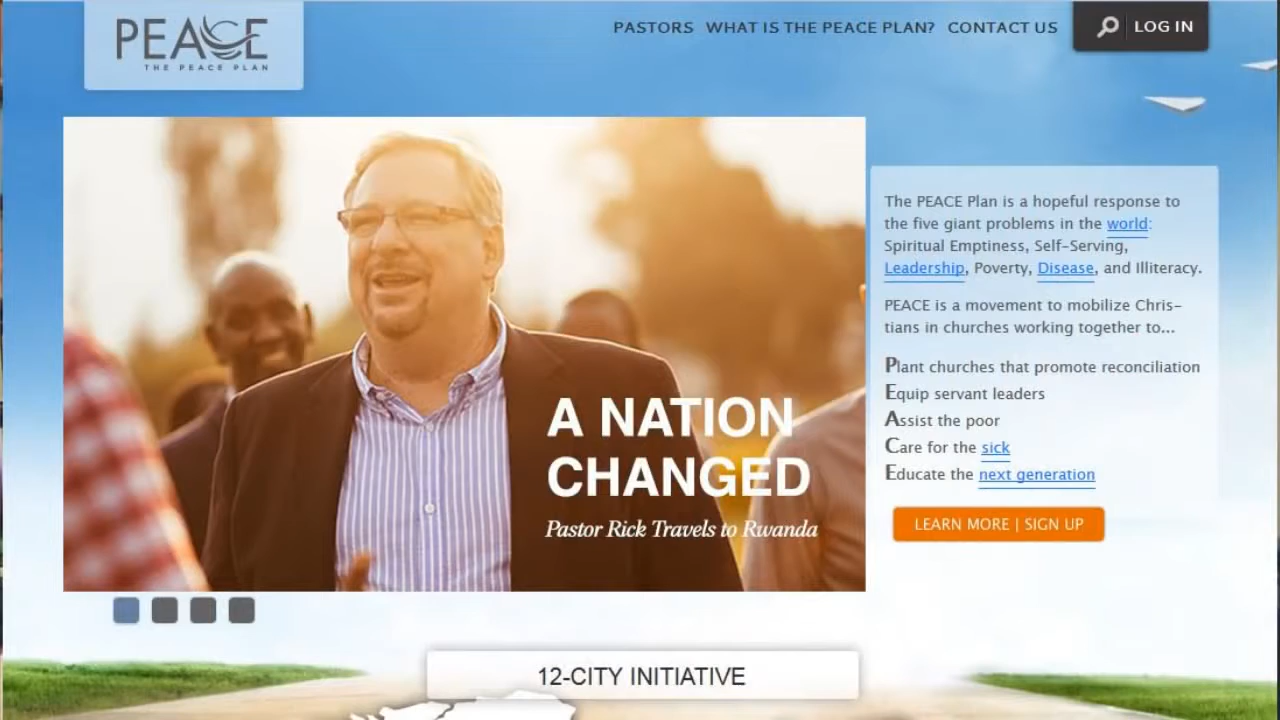 PEACE
THE PEACE PLAN
PASTORS WHAT IS THE PEACE PLAN? CONTACT US
LOG IN
A NATION
CHANGED
Pastor Rick Travels to Rwanda
The PEACE Plan is a hopeful response to
the five giant problems in the world:
Spiritual Emptiness, Self-Serving,
Leadership, Poverty, Disease, and Illiteracy.
PEACE is a movement to mobilize Chris-
tians in churches working together to...
Plant churches that promote reconciliation
Equip servant leaders
Assist the poor
Care for the sick
Educate the next generation
LEARN MORE | SIGN UP
12-CITY INITIATIVE